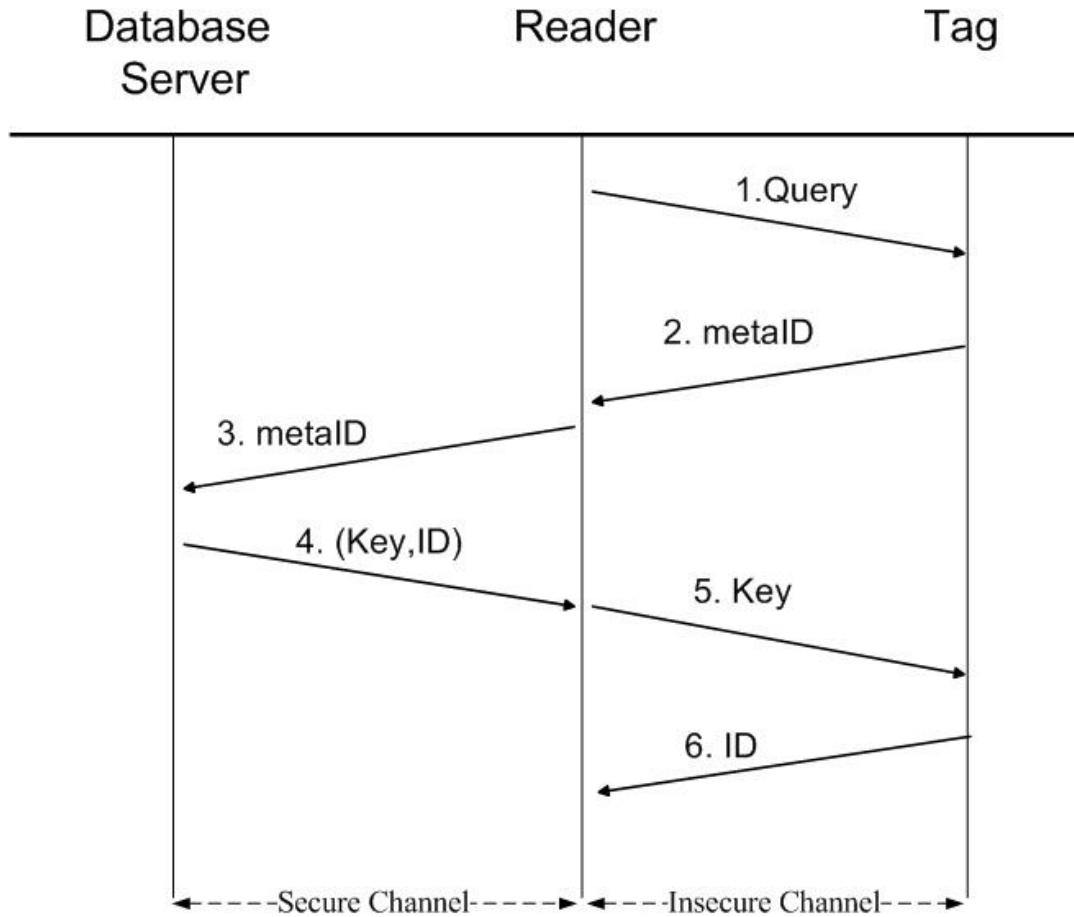 Database
Server
Reader
Tag
1.Query
2. metaID
3. metaID
4. (Key,ID)
5. Key
6. ID
Secure Channel
Insecure Channel